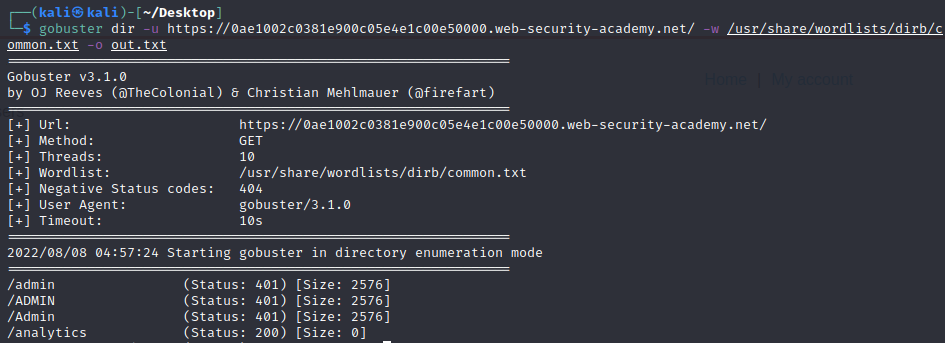 ┌──(kali㉿kali)-[~/Desktop]
└─$ gobuster dir -u https://0ae1002c0381e900c05e4e1c00e50000.web-security-academy.net/ -w /usr/share/wordlists/dirb/c
ommon.txt -o out.txt
===============================================================
Gobuster v3.1.0
by OJ Reeves (@TheColonial) & Christian Mehlmauer (@firefart)
Home | My account
===============================================================
[+] Url: https://0ae1002c0381e900c05e4e1c00e50000.web-security-academy.net/
[+] Method: GET
[+] Threads: 10
[+] Wordlist: /usr/share/wordlists/dirb/common.txt
[+] Negative Status codes: 404
[+] User Agent: gobuster/3.1.0
[+] Timeout: 10s
===============================================================
2022/08/08 04:57:24 Starting gobuster in directory enumeration mode
===============================================================
/admin (Status: 401) [Size: 2576]
/ADMIN (Status: 401) [Size: 2576]
/Admin (Status: 401) [Size: 2576]
/analytics (Status: 200) [Size: 0]